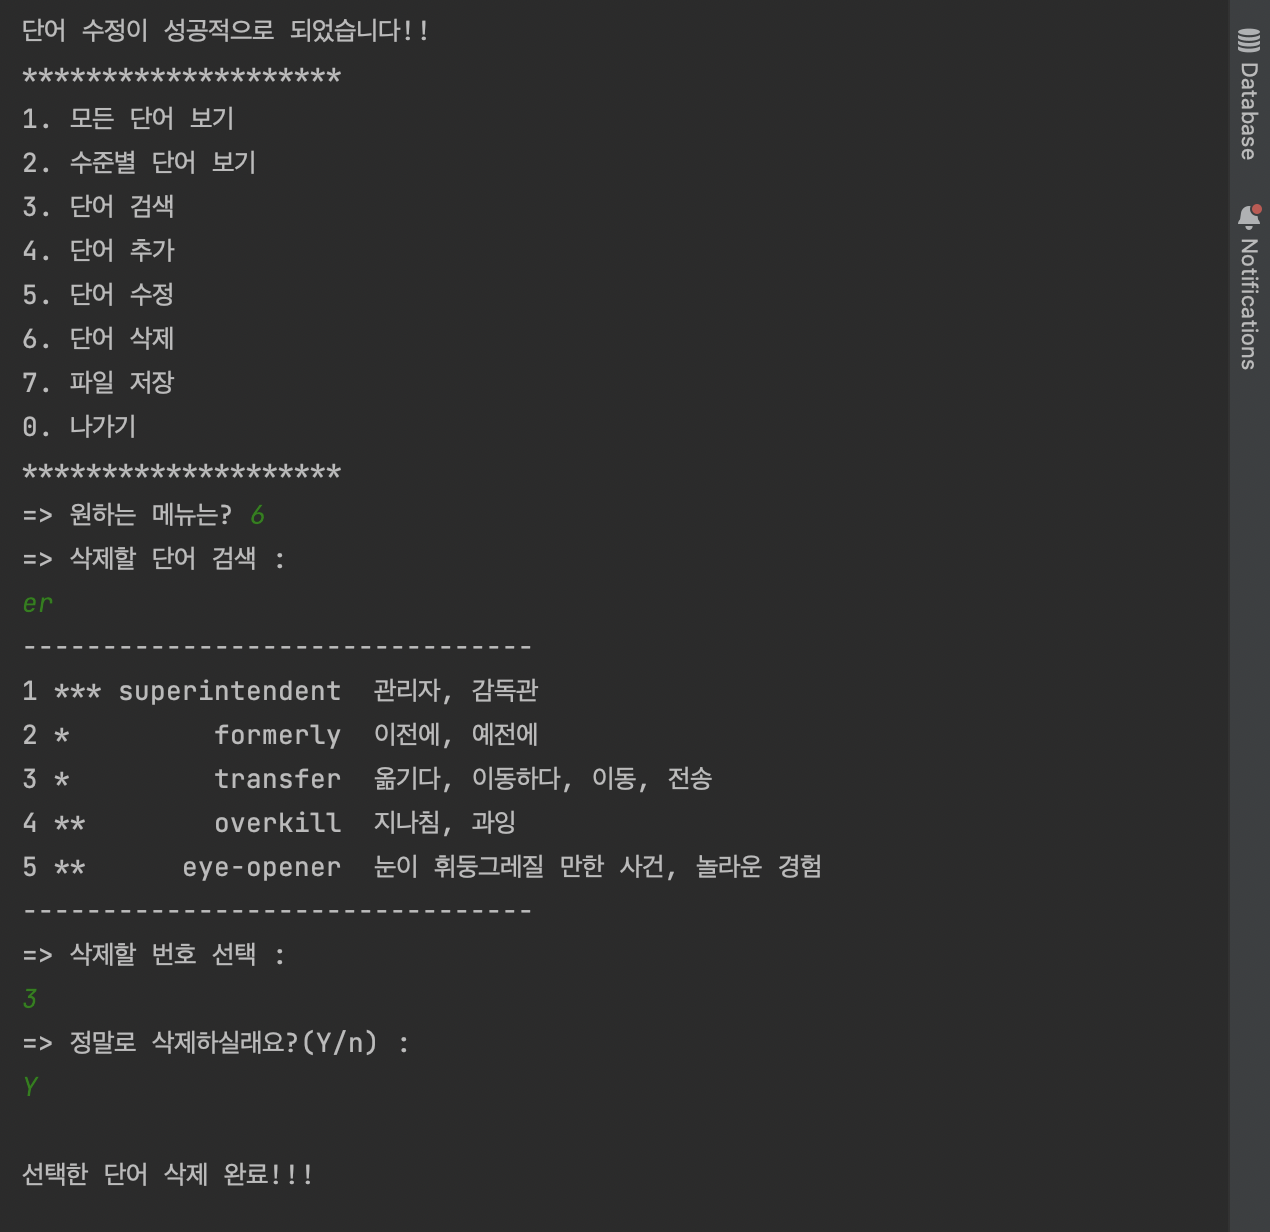 단어 수정이 성공적으로 되었습니다!!
********************
1. 모든 단어 보기
2. 수준별 단어 보기
3. 단어 검색
4. 단어 추가
5. 단어 수정
6. 단어 삭제
7. 파일 저장
0. 나가기
********************
=> 원하는 메뉴는? 6
=> 삭제할 단어 검색 :
er
--------------------------------
1 *** superintendent  관리자, 감독관
2 *         formerly  이전에, 예전에
3 *         transfer  옮기다, 이동하다, 이동, 전송
4 **        overkill  지나침, 과잉
5 **      eye-opener  눈이 휘둥그레질 만한 사건, 놀라운 경험
--------------------------------
=> 삭제할 번호 선택 :
3
=> 정말로 삭제하실래요?(Y/n) :
Y
선택한 단어 삭제 완료!!!
Database
Notifications